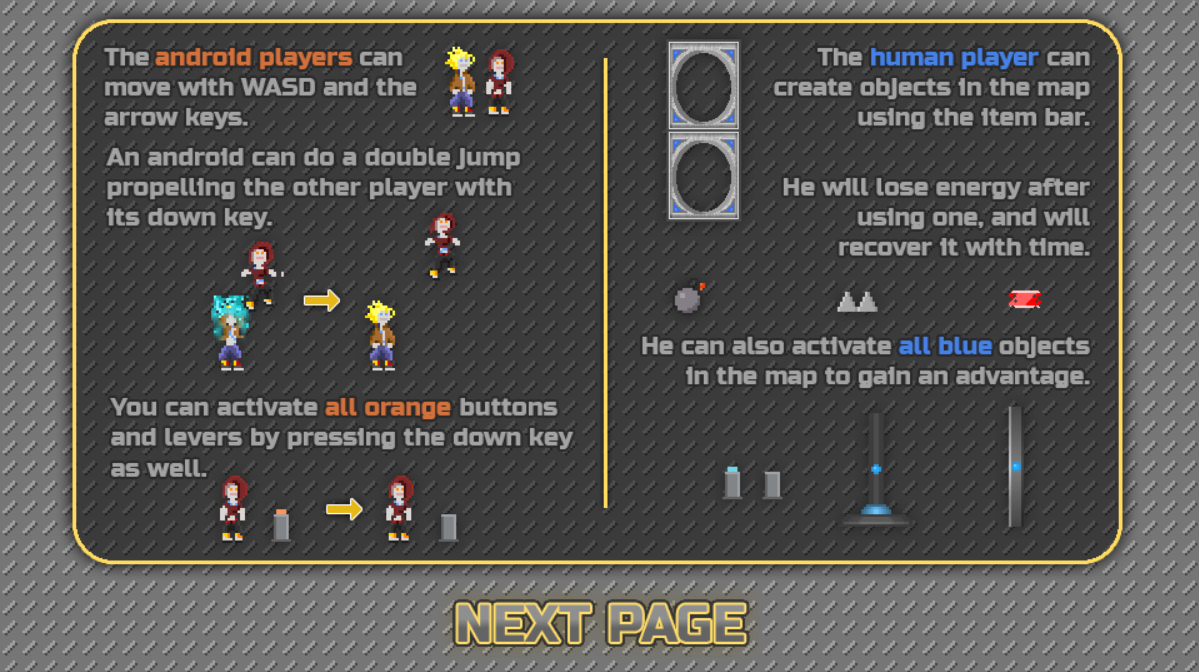 The android players can
move with WASD and the
arrow keys.
An android can do a double jump
propelling the other player with
its down key.
You can activate all orange buttons
and levers by pressing the down key
as well.
The human player can
create objects in the map
using the item bar.
He will lose energy after
using one, and will
recover it with time.
He can also activate all blue objects
in the map to gain an advantage.
NEXT PAGE